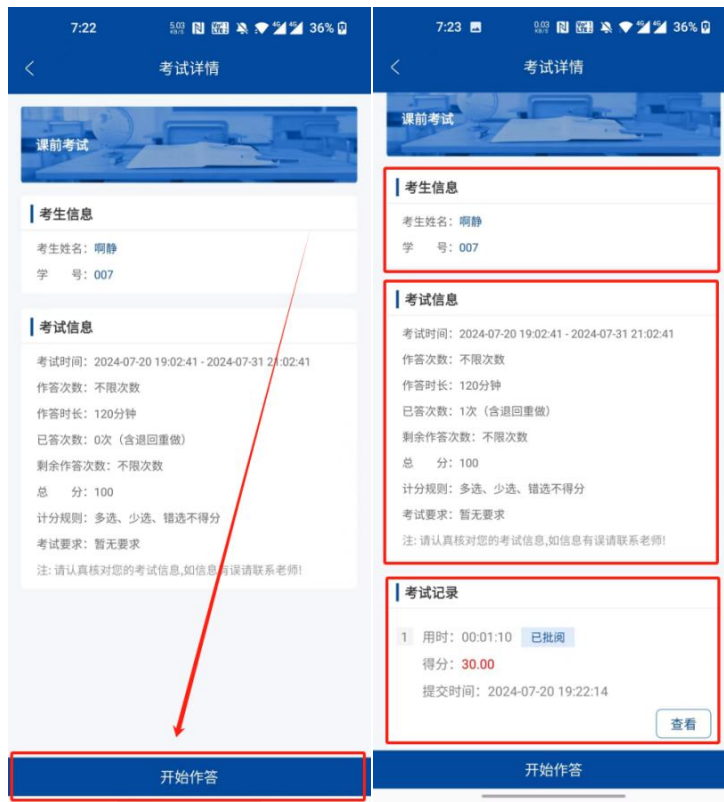 7:22
5.03 KB/S
36%
考试详情
课前考试
考生信息
考生姓名：啊静
学 号：007
考试信息
考试时间：2024-07-20 19:02:41 - 2024-07-31 21:02:41
作答次数：不限次数
作答时长：120分钟
已答次数：0次（含退回重做）
剩余作答次数：不限次数
总 分：100
计分规则：多选、少选、错选不得分
考试要求：暂无要求
注: 请认真核对您的考试信息,如信息有误请联系老师!
开始作答
7:23
0.03 KB/S
36%
考试详情
课前考试
考生信息
考生姓名：啊静
学 号：007
考试信息
考试时间：2024-07-20 19:02:41 - 2024-07-31 21:02:41
作答次数：不限次数
作答时长：120分钟
已答次数：1次（含退回重做）
剩余作答次数：不限次数
总 分：100
计分规则：多选、少选、错选不得分
考试要求：暂无要求
注: 请认真核对您的考试信息,如信息有误请联系老师!
考试记录
1 用时：00:01:10 已批阅
得分：30.00
提交时间：2024-07-20 19:22:14
查看
开始作答